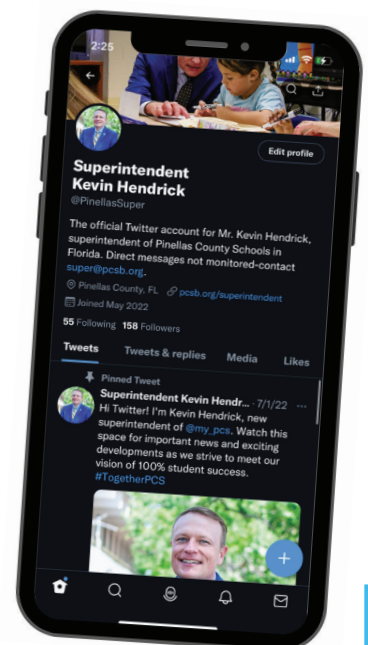 2:25
Edit profile
Superintendent
Kevin Hendrick
@PinellasSuper
The official Twitter account for Mr. Kevin Hendrick,
superintendent of Pinellas County Schools in
Florida. Direct messages not monitored-contact
super@pcsb.org.
Pinellas County, FL pcsb.org/superintendent
Joined May 2022
55 Following 158 Followers
Tweets Tweets & replies Media Likes
Pinned Tweet
Superintendent Kevin Hendr... · 7/1/22 ...
Hi Twitter! I'm Kevin Hendrick, new
superintendent of @my_pcs. Watch this
space for important news and exciting
developments as we strive to meet our
vision of 100% student success.
#TogetherPCS